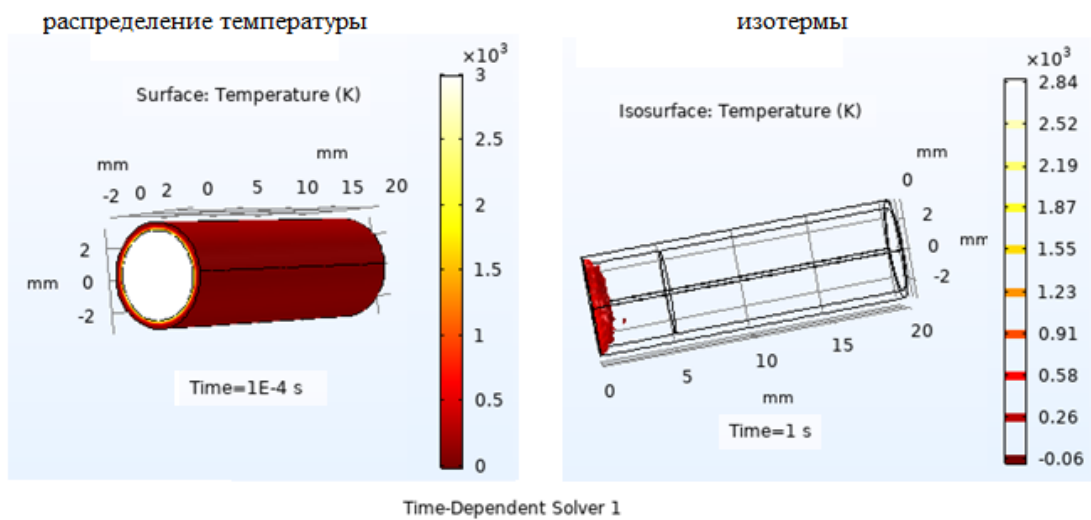 распределение температуры
изотермы
×10³
Surface: Temperature (K)
3
2.5
2
1.5
1
0.5
0
mm
mm
-2 0 2 0 5 10 15 20
2
mm 0
-2
Time=1E-4 s
×10³
Isosurface: Temperature (K)
2.84
2.52
2.19
1.87
1.55
1.23
0.91
0.58
0.26
-0.06
mm
0
2
0 mm
-2
20
15
10
5
0
mm
Time=1 s
Time-Dependent Solver 1